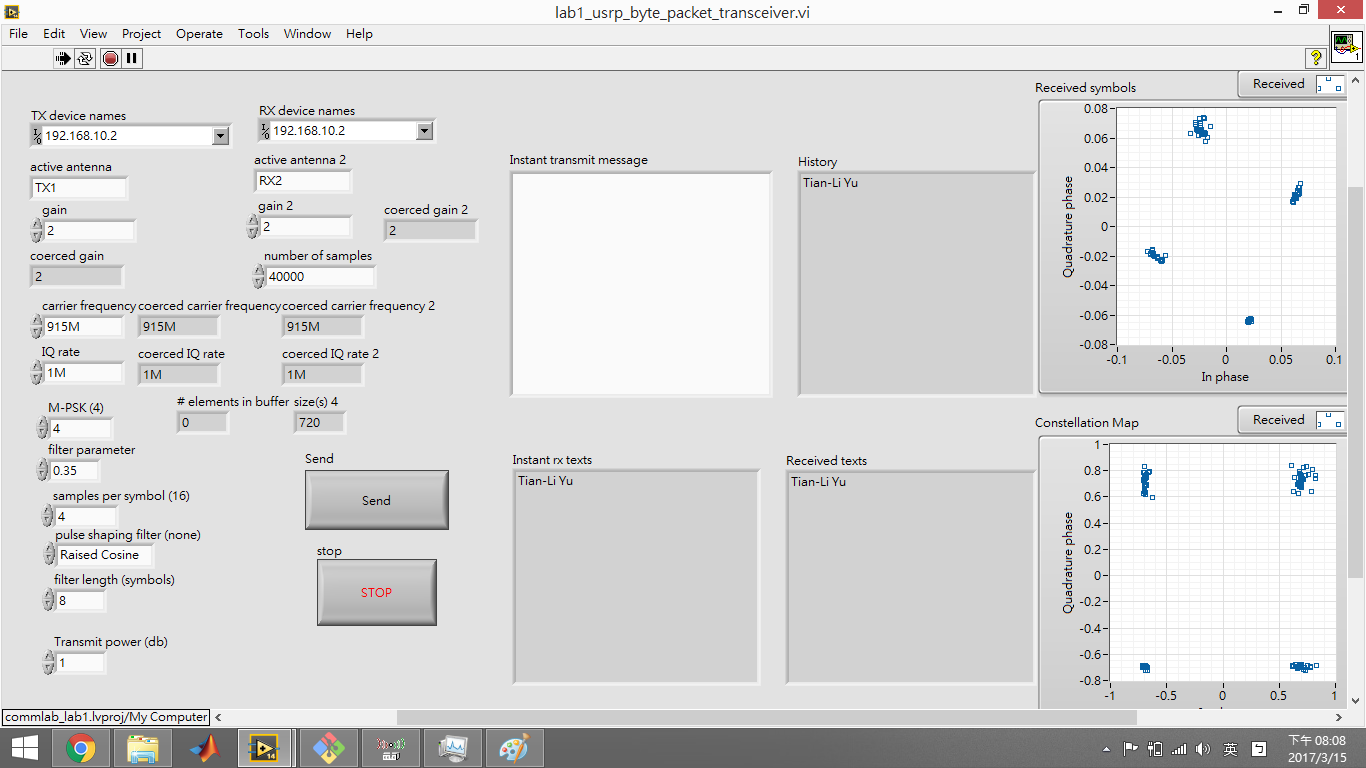 lab1_usrp_byte_packet_transceiver.vi
File Edit View Project Operate Tools Window Help
TX device names
192.168.10.2
RX device names
192.168.10.2
active antenna
TX1
active antenna 2
RX2
gain
2
gain 2
2
coerced gain 2
2
coerced gain
2
number of samples
40000
carrier frequency
915M
coerced carrier frequency
915M
coerced carrier frequency 2
915M
IQ rate
1M
coerced IQ rate
1M
coerced IQ rate 2
1M
M-PSK (4)
4
# elements in buffer
0
size(s) 4
720
filter parameter
0.35
samples per symbol (16)
4
pulse shaping filter (none)
Raised Cosine
filter length (symbols)
8
Transmit power (db)
1
Send
Send
stop
STOP
Instant transmit message
History
Tian-Li Yu
Instant rx texts
Tian-Li Yu
Received texts
Tian-Li Yu
Received symbols
Received
0.08
0.06
0.04
0.02
0
-0.02
-0.04
-0.06
-0.08
Quadrature phase
-0.1 -0.05 0 0.05 0.1
In phase
Constellation Map
Received
1
0.8
0.6
0.4
0.2
0
-0.2
-0.4
-0.6
-0.8
Quadrature phase
-1 -0.5 0 0.5 1
commlab_lab1.lvproj/My Computer
14
英
下午 08:08
2017/3/15